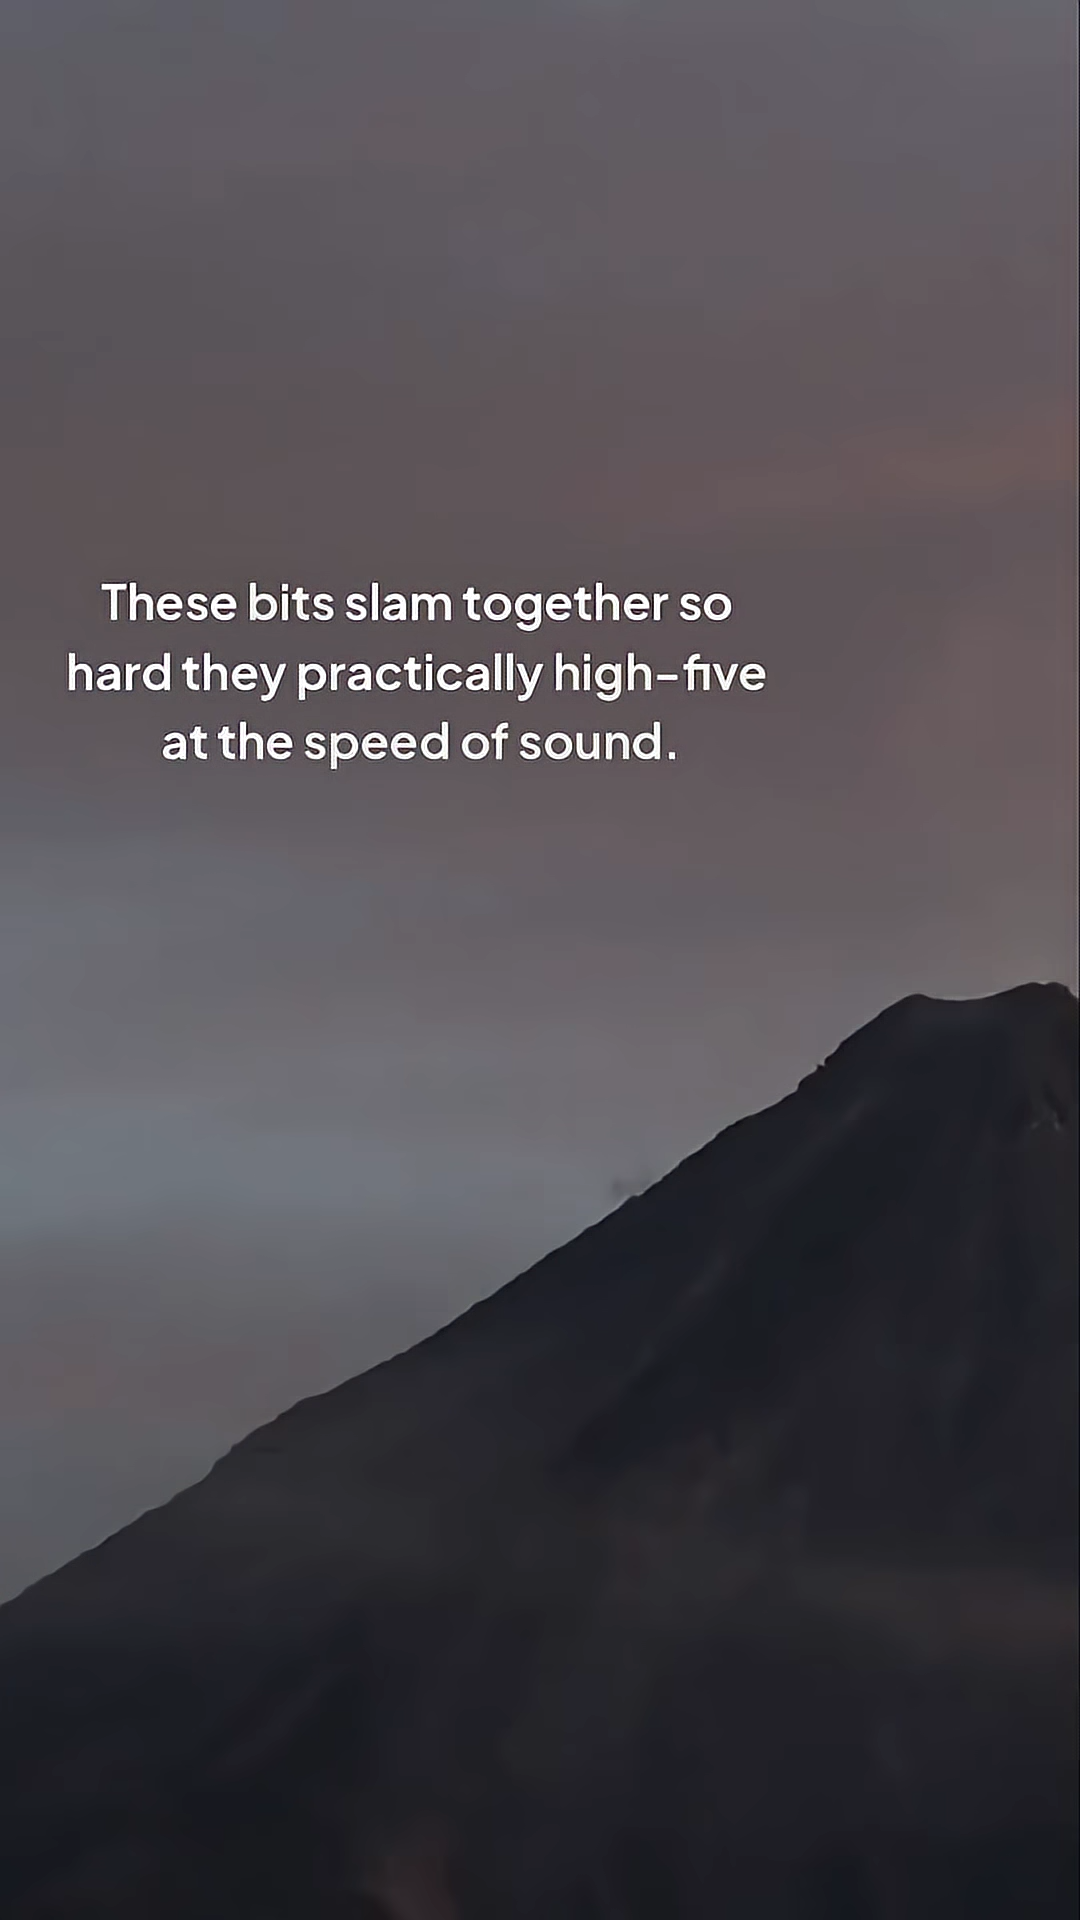 These bits slam together so
hard they practically high-five
at the speed of sound.